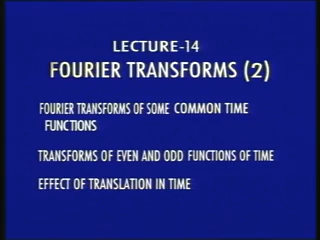 LECTURE-14
FOURIER TRANSFORMS (2)
FOURIER TRANSFORMS OF SOME COMMON TIME
FUNCTIONS
TRANSFORMS OF EVEN AND ODD FUNCTIONS OF TIME
EFFECT OF TRANSLATION IN TIME